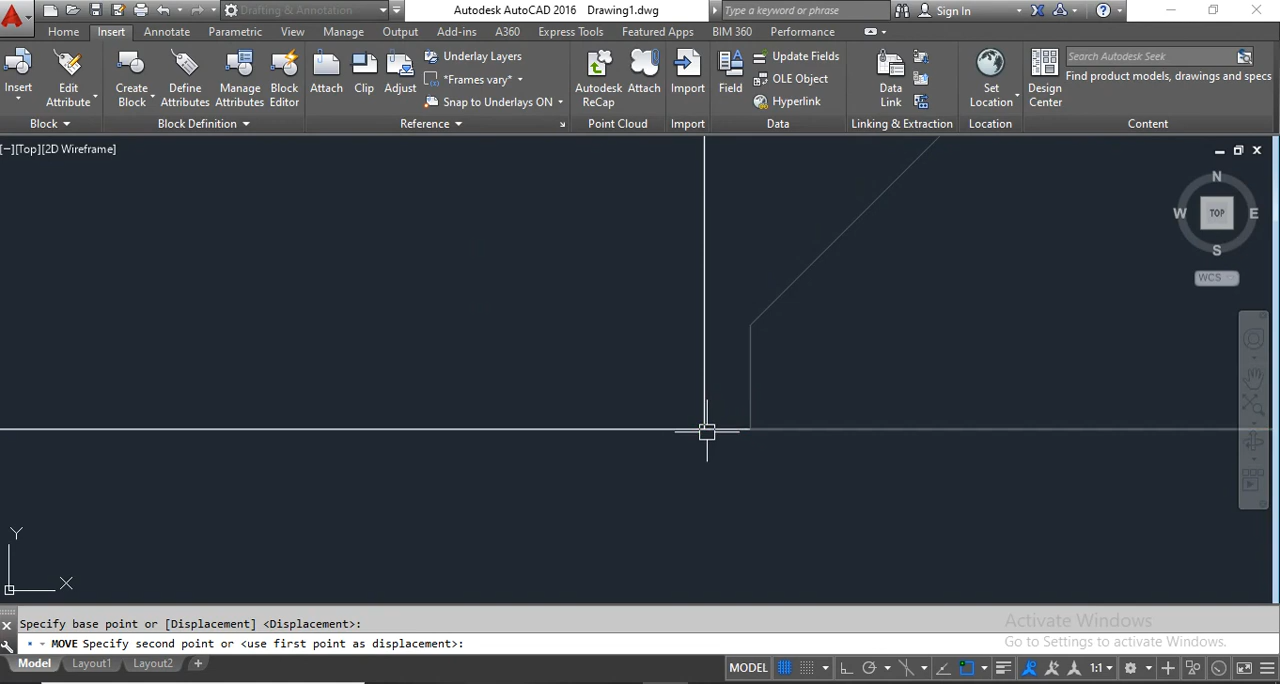 Drafting & Annotation Autodesk AutoCAD 2016 Drawing1.dwg Type a keyword or phrase Sign In
Home Insert Annotate Parametric View Manage Output Add-ins A360 Express Tools Featured Apps BIM 360 Performance
Insert
Edit Attribute
Create Block
Define Attributes
Manage Attributes
Block Editor
Attach
Clip
Adjust
Underlay Layers
*Frames vary*
Snap to Underlays ON
Autodesk ReCap
Attach
Import
Field
Update Fields
OLE Object
Hyperlink
Data Link
Set Location
Design Center
Search Autodesk Seek
Find product models, drawings and specs
Block Block Definition Reference Point Cloud Import Data Linking & Extraction Location Content
[−][Top][2D Wireframe]
N
W TOP E
S
WCS
Y
X
Specify base point or [Displacement] <Displacement>:
MOVE Specify second point or <use first point as displacement>:
Activate Windows
Go to Settings to activate Windows.
Model Layout1 Layout2 + MODEL 1:1